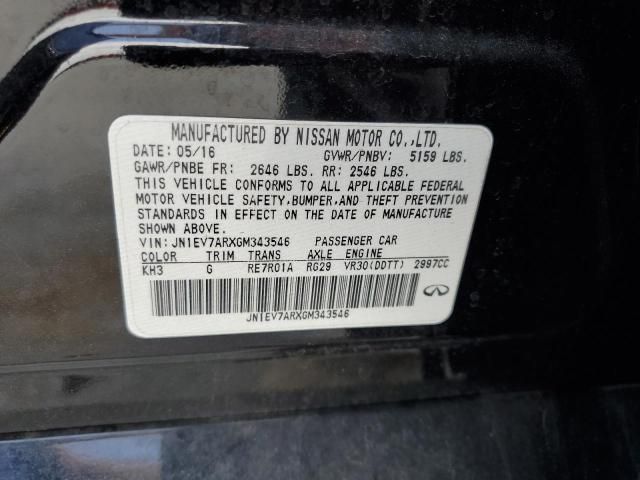 MANUFACTURED BY NISSAN MOTOR CO.,LTD.
DATE: 05/16 GVWR/PNBV: 5159 LBS.
GAWR/PNBE FR: 2646 LBS. RR: 2546 LBS.
THIS VEHICLE CONFORMS TO ALL APPLICABLE FEDERAL
MOTOR VEHICLE SAFETY,BUMPER,AND THEFT PREVENTION
STANDARDS IN EFFECT ON THE DATE OF MANUFACTURE
SHOWN ABOVE.
VIN: JN1EV7ARXGM343546 PASSENGER CAR
COLOR TRIM TRANS AXLE ENGINE
KH3 G RE7R01A RG29 VR30(DDTT) 2997CC
JN1EV7ARXGM343546